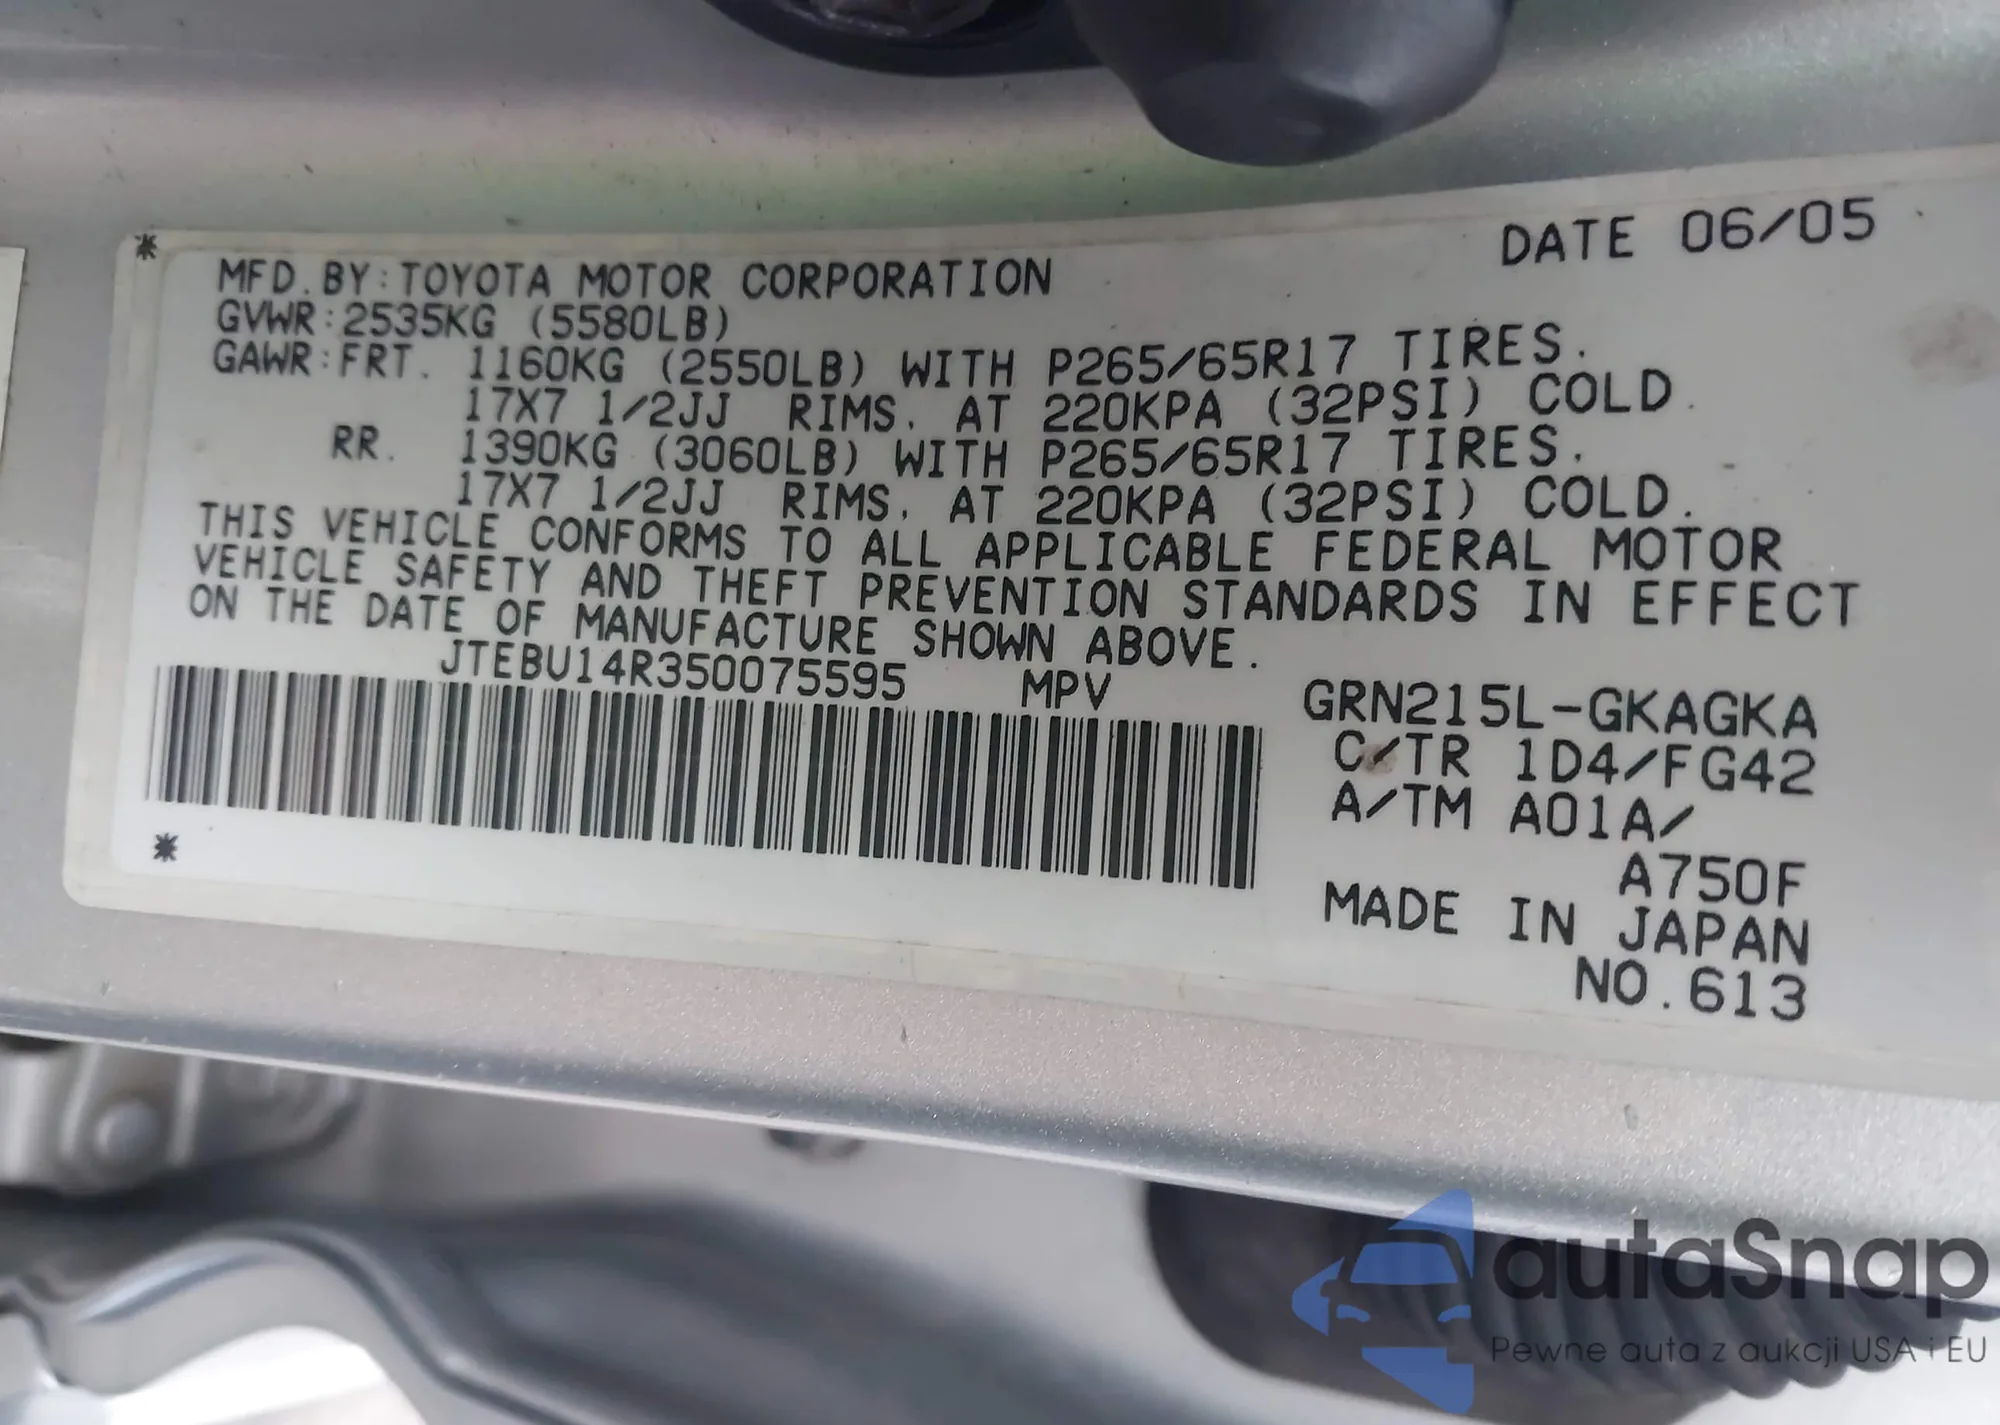 DATE 06/05
MFD. BY: TOYOTA MOTOR CORPORATION
GVWR: 2535KG (5580LB)
GAWR: FRT. 1160KG (2550LB) WITH P265/65R17 TIRES.
17X7 1/2JJ RIMS. AT 220KPA (32PSI) COLD.
RR. 1390KG (3060LB) WITH P265/65R17 TIRES.
17X7 1/2JJ RIMS. AT 220KPA (32PSI) COLD.
THIS VEHICLE CONFORMS TO ALL APPLICABLE FEDERAL MOTOR
VEHICLE SAFETY AND THEFT PREVENTION STANDARDS IN EFFECT
ON THE DATE OF MANUFACTURE SHOWN ABOVE.
JTEBU14R350075595 MPV
GRN215L-GKAGKA
C/TR 1D4/FG42
A/TM A01A/
A750F
MADE IN JAPAN
NO.613
autaSnap
Pewne auta z aukcji USA i EU